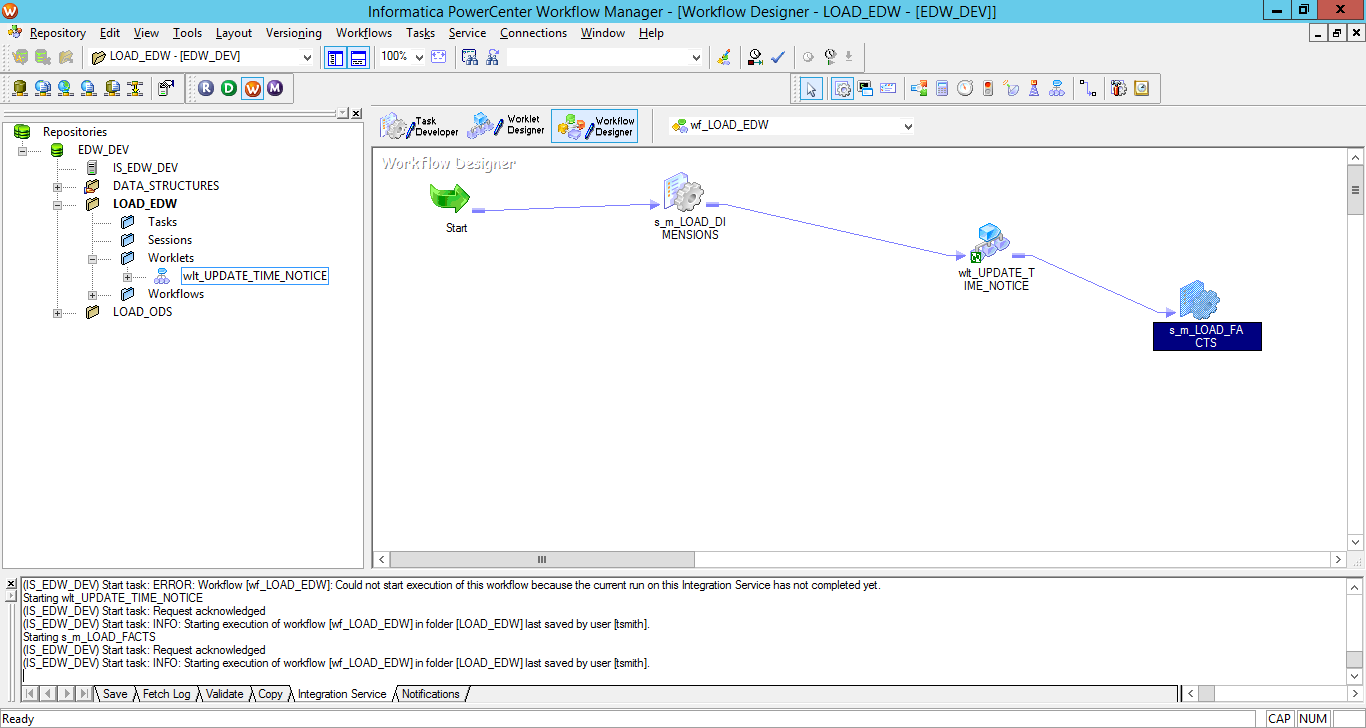 Informatica PowerCenter Workflow Manager - [Workflow Designer - LOAD_EDW - [EDW_DEV]]
Repository Edit View Tools Layout Versioning Workflows Tasks Service Connections Window Help
LOAD_EDW - [EDW_DEV]
100%
R D W M
Task Developer
Worklet Designer
Workflow Designer
wf_LOAD_EDW
Repositories
EDW_DEV
IS_EDW_DEV
DATA_STRUCTURES
LOAD_EDW
Tasks
Sessions
Worklets
wlt_UPDATE_TIME_NOTICE
Workflows
LOAD_ODS
Workflow Designer
Start
s_m_LOAD_DI
MENSIONS
wlt_UPDATE_T
IME_NOTICE
s_m_LOAD_FA
CTS
(IS_EDW_DEV) Start task: ERROR: Workflow [wf_LOAD_EDW]: Could not start execution of this workflow because the current run on this Integration Service has not completed yet.
Starting wlt_UPDATE_TIME_NOTICE
(IS_EDW_DEV) Start task: Request acknowledged
(IS_EDW_DEV) Start task: INFO: Starting execution of workflow [wf_LOAD_EDW] in folder [LOAD_EDW] last saved by user [tsmith].
Starting s_m_LOAD_FACTS
(IS_EDW_DEV) Start task: Request acknowledged
(IS_EDW_DEV) Start task: INFO: Starting execution of workflow [wf_LOAD_EDW] in folder [LOAD_EDW] last saved by user [tsmith].
Save Fetch Log Validate Copy Integration Service Notifications
Ready
CAP NUM